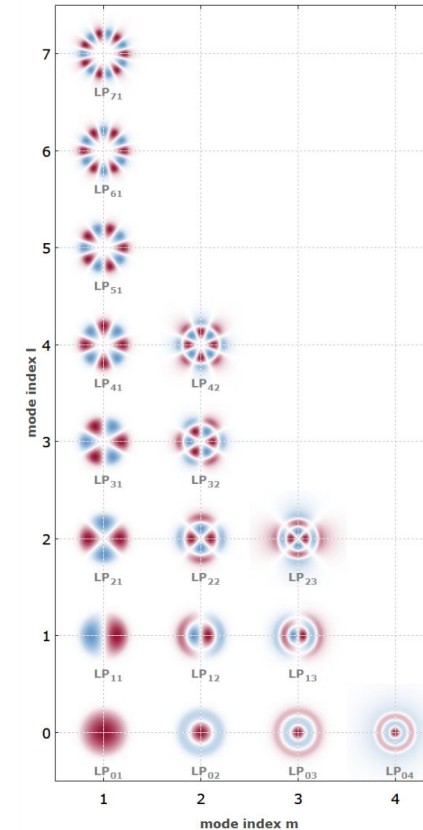 7
LP₇₁
6
LP₆₁
5
LP₅₁
4
LP₄₁ LP₄₂
3
LP₃₁ LP₃₂
2
LP₂₁ LP₂₂ LP₂₃
1
LP₁₁ LP₁₂ LP₁₃
0
LP₀₁ LP₀₂ LP₀₃ LP₀₄
1 2 3 4
mode index m
mode index l